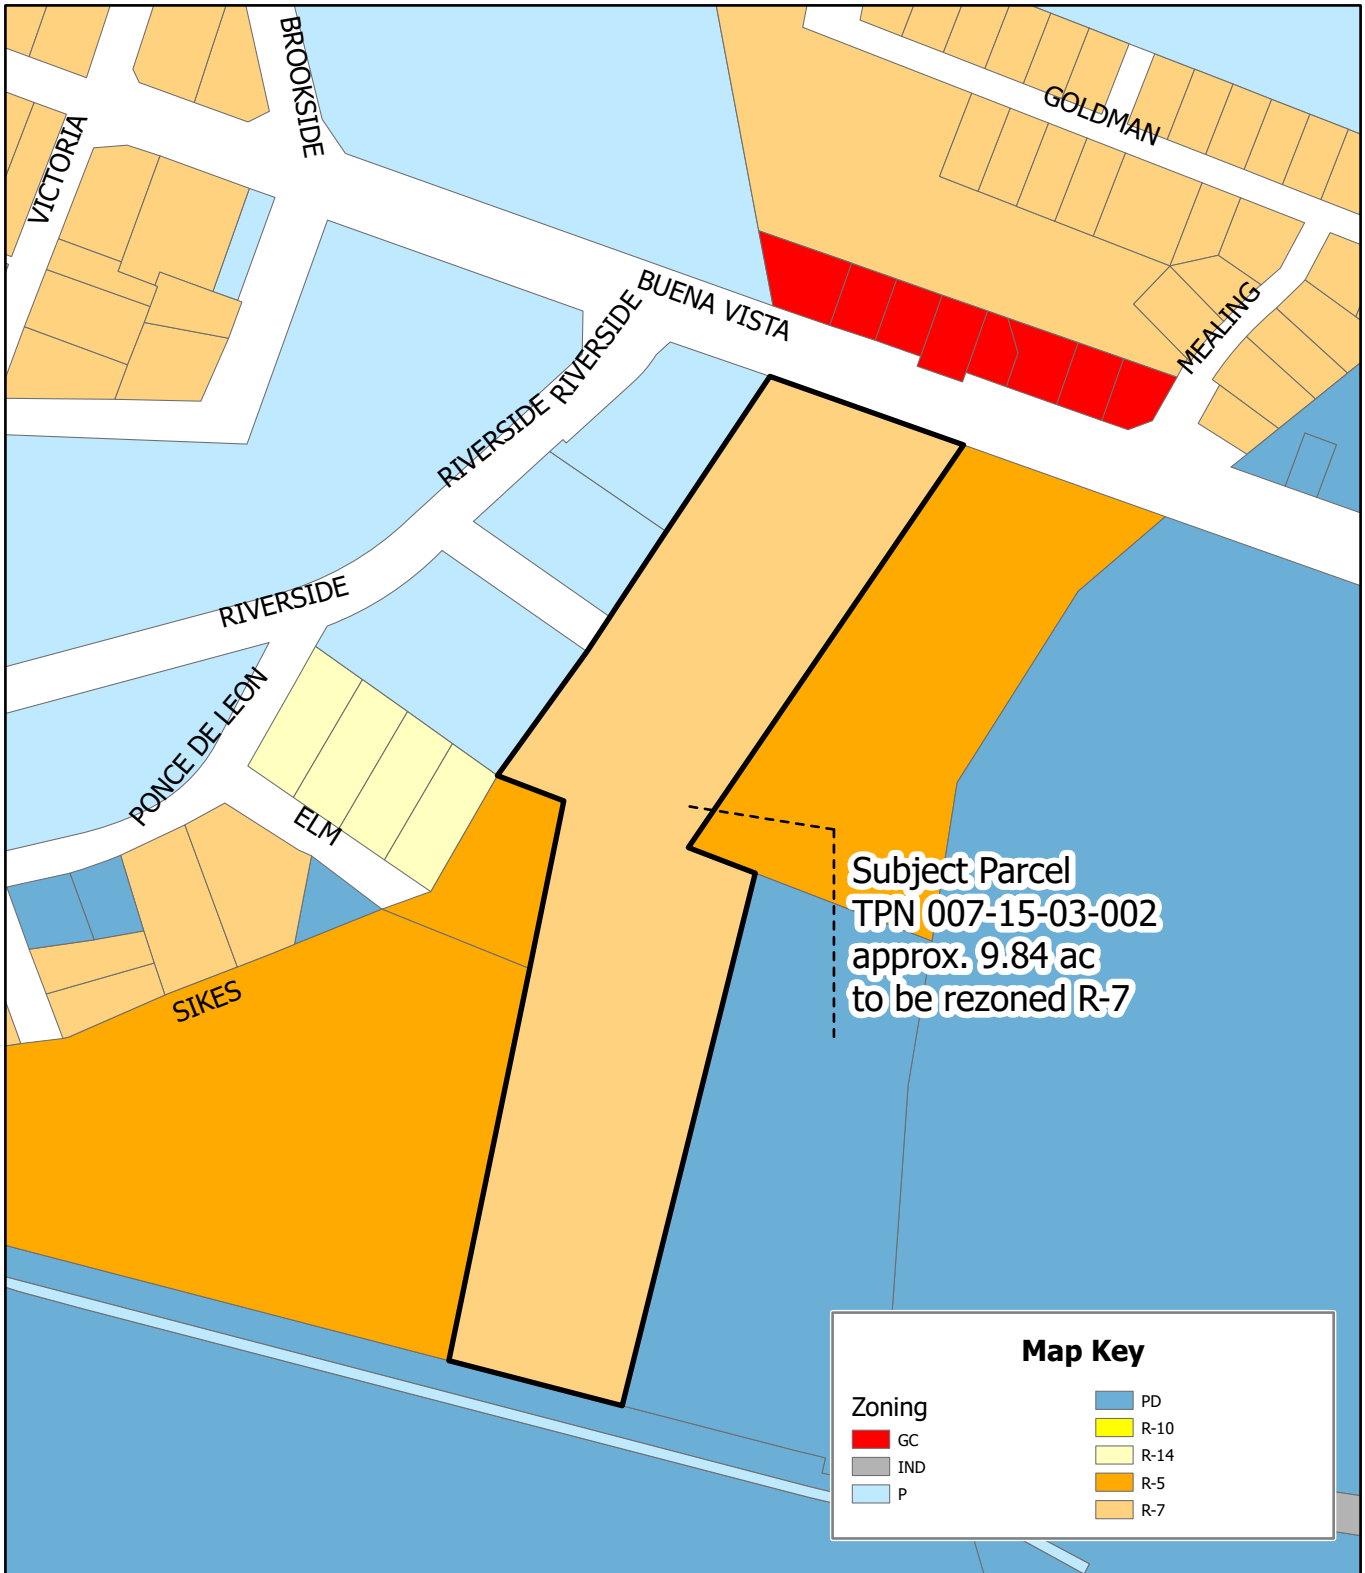 BROOKSIDE
GOLDMAN
VICTORIA
BUENA VISTA
RIVERSIDE
MEALING
RIVERSIDE
RIVERSIDE
PONCE DE LEON
ELM
Subject Parcel
TPN 007-15-03-002
approx. 9.84 ac
to be rezoned R-7
SIKES
Map Key
Zoning
GC
IND
P
PD
R-10
R-14
R-5
R-7